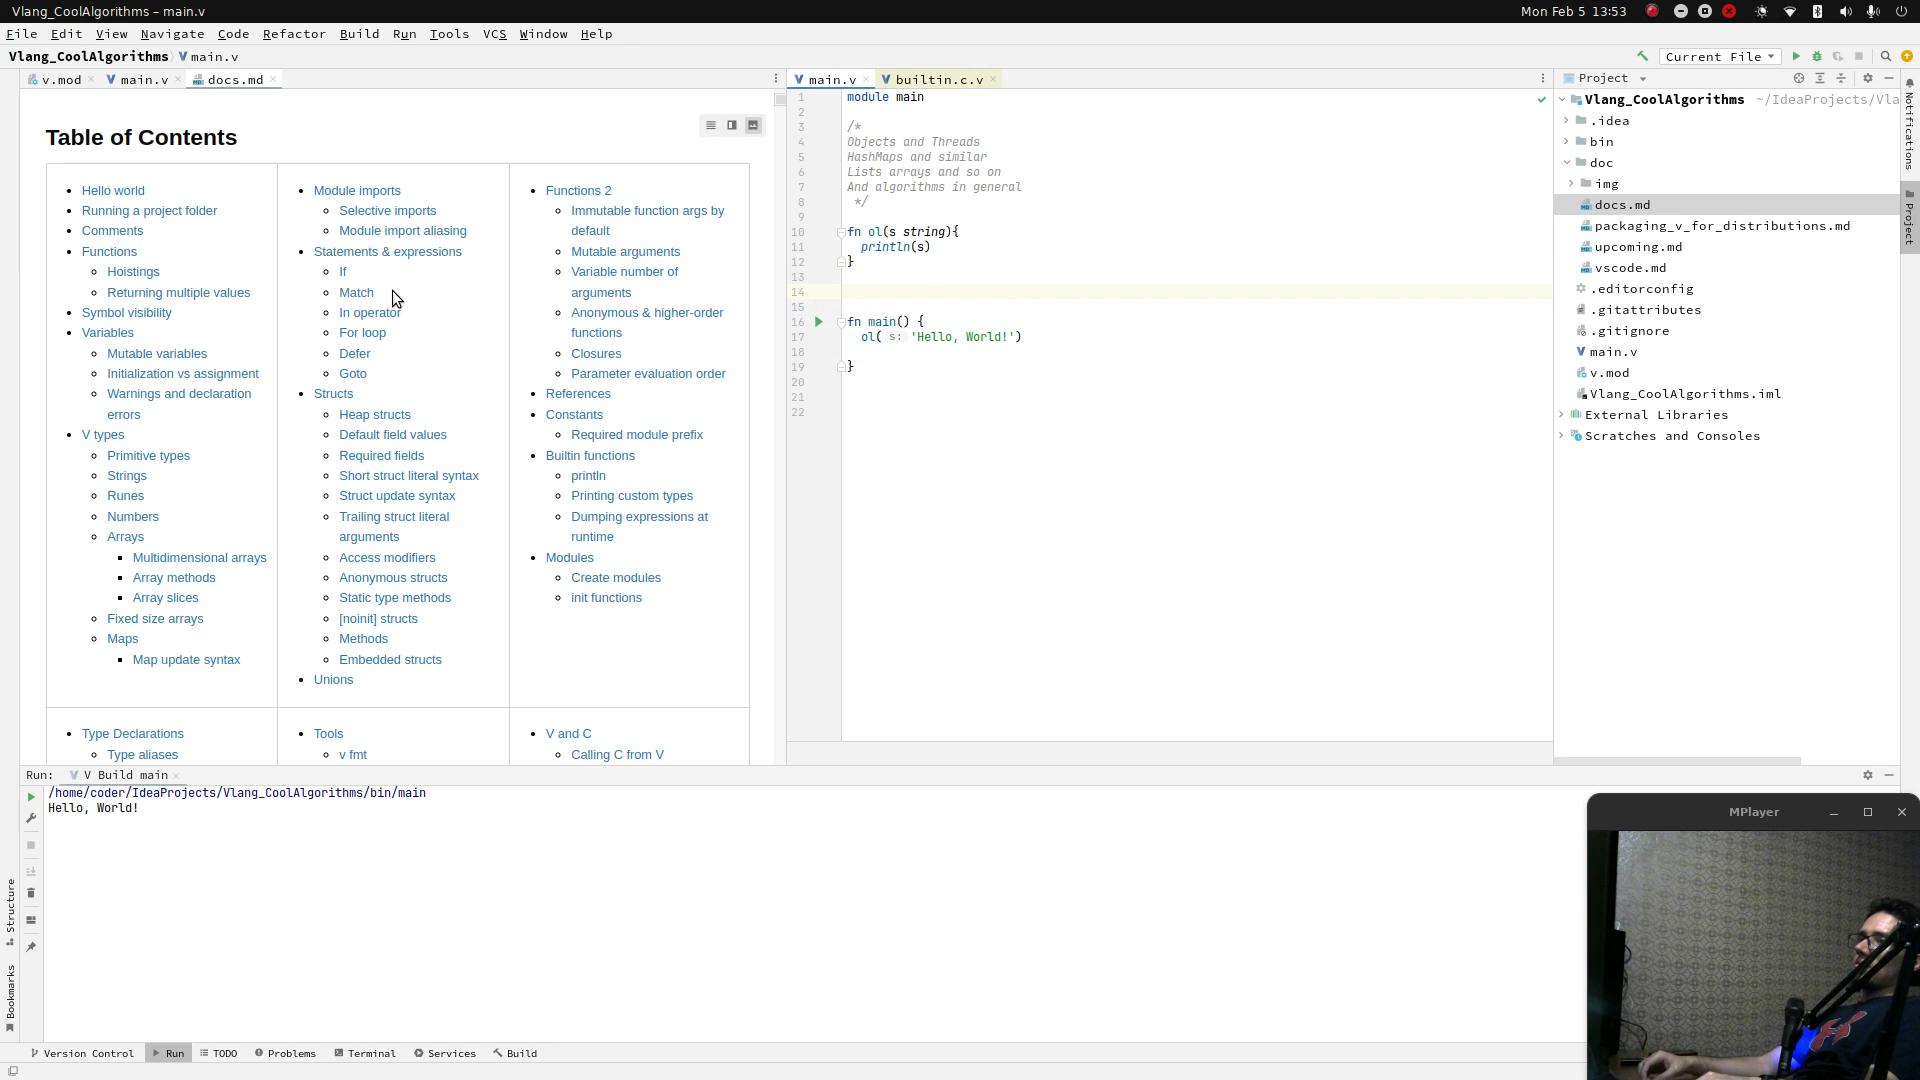 Vlang_CoolAlgorithms – main.v
Mon Feb 5 13:53
File Edit View Navigate Code Refactor Build Run Tools VCS Window Help
Vlang_CoolAlgorithms main.v
Current File
v.mod
main.v
docs.md
Table of Contents
Hello world
Running a project folder
Comments
Functions
Hoistings
Returning multiple values
Symbol visibility
Variables
Mutable variables
Initialization vs assignment
Warnings and declaration
errors
V types
Primitive types
Strings
Runes
Numbers
Arrays
Multidimensional arrays
Array methods
Array slices
Fixed size arrays
Maps
Map update syntax
Module imports
Selective imports
Module import aliasing
Statements & expressions
If
Match
In operator
For loop
Defer
Goto
Structs
Heap structs
Default field values
Required fields
Short struct literal syntax
Struct update syntax
Trailing struct literal
arguments
Access modifiers
Anonymous structs
Static type methods
[noinit] structs
Methods
Embedded structs
Unions
Functions 2
Immutable function args by
default
Mutable arguments
Variable number of
arguments
Anonymous & higher-order
functions
Closures
Parameter evaluation order
References
Constants
Required module prefix
Builtin functions
println
Printing custom types
Dumping expressions at
runtime
Modules
Create modules
init functions
Type Declarations
Type aliases
Tools
v fmt
V and C
Calling C from V
main.v
builtin.c.v
1 module main
2
3 /*
4 Objects and Threads
5 HashMaps and similar
6 Lists arrays and so on
7 And algorithms in general
8 */
9
10 fn ol(s string){
11 println(s)
12 }
13
14
15
16 fn main() {
17 ol( s: 'Hello, World!')
18
19 }
20
21
22
Project
Vlang_CoolAlgorithms ~/IdeaProjects/Vla
.idea
bin
doc
img
docs.md
packaging_v_for_distributions.md
upcoming.md
vscode.md
.editorconfig
.gitattributes
.gitignore
main.v
v.mod
Vlang_CoolAlgorithms.iml
External Libraries
Scratches and Consoles
Notifications
Project
Run: V Build main
/home/coder/IdeaProjects/Vlang_CoolAlgorithms/bin/main
Hello, World!
Structure
Bookmarks
MPlayer
Version Control Run TODO Problems Terminal Services Build